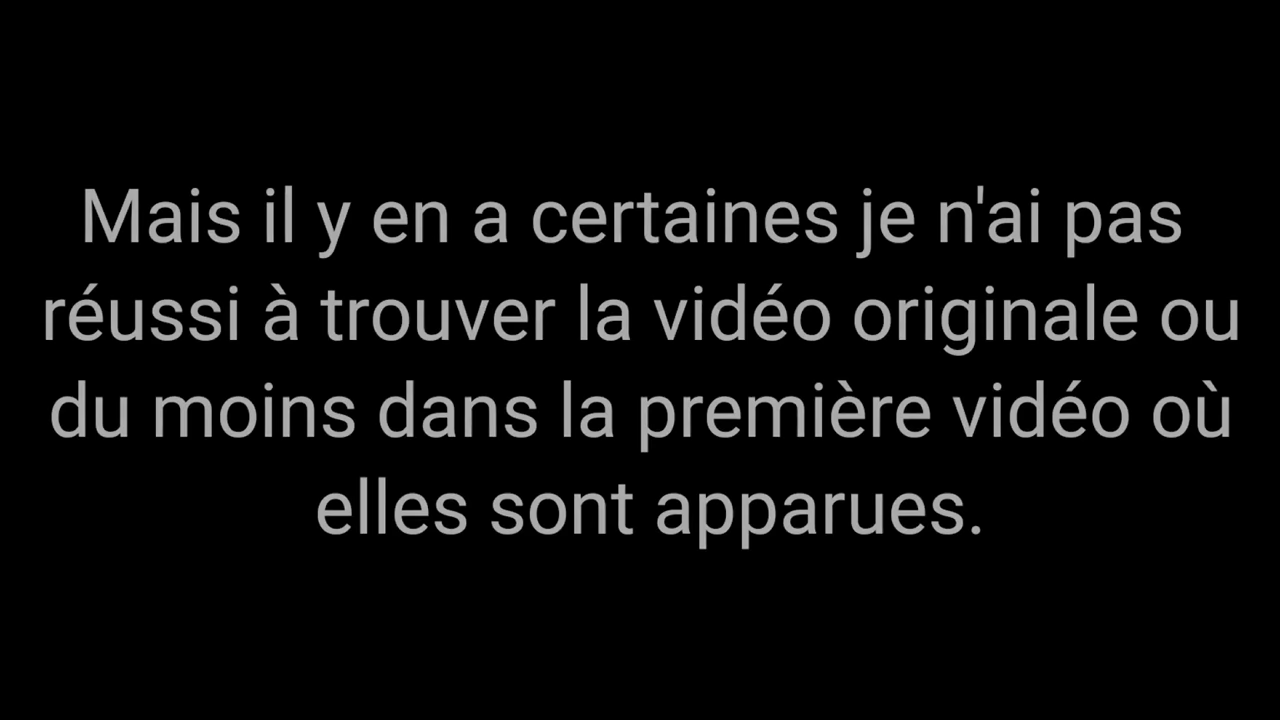 Mais il y en a certaines je n'ai pas
réussi à trouver la vidéo originale ou
du moins dans la première vidéo où
elles sont apparues.